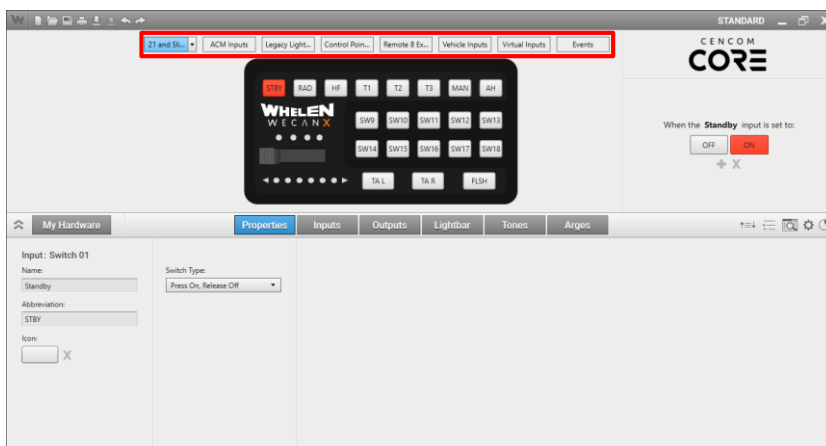 W STANDARD
21 and Sli... ACM Inputs Legacy Light... Control Poin... Remote 8 Ex... Vehicle Inputs Virtual Inputs Events
CENCOM
CORE
STBY RAD HF T1 T2 T3 MAN AH
WHELEN
WECANX
SW9 SW10 SW11 SW12 SW13
SW14 SW15 SW16 SW17 SW18
TA L TA R FLSH
When the Standby input is set to:
OFF ON
My Hardware Properties Inputs Outputs Lightbar Tones Arges
Input: Switch 01
Name: Switch Type:
Standby Press On, Release Off
Abbreviation:
STBY
Icon: